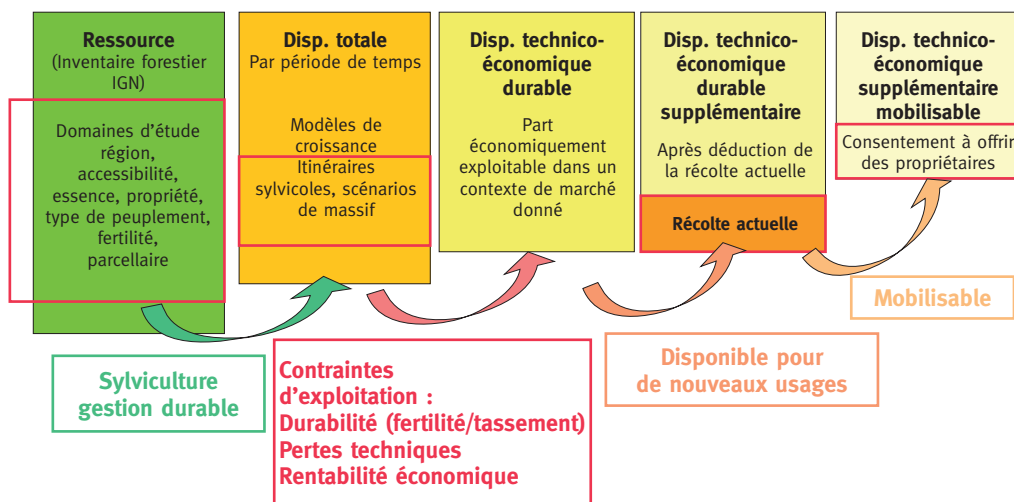 Ressource
(Inventaire forestier
IGN)
Domaines d'étude
région,
accessibilité,
essence, propriété,
type de peuplement,
fertilité,
parcellaire
Disp. totale
Par période de temps
Modèles de
croissance
Itinéraires
sylvicoles, scénarios
de massif
Disp. technico-
économique
durable
Part
économiquement
exploitable dans un
contexte de marché
donné
Disp. technico-
économique
durable
supplémentaire
Après déduction de
la récolte actuelle
Récolte actuelle
Disp. technico-
économique
supplémentaire
mobilisable
Consentement à offrir
des propriétaires
Sylviculture
gestion durable
Contraintes
d'exploitation :
Durabilité (fertilité/tassement)
Pertes techniques
Rentabilité économique
Disponible pour
de nouveaux usages
Mobilisable